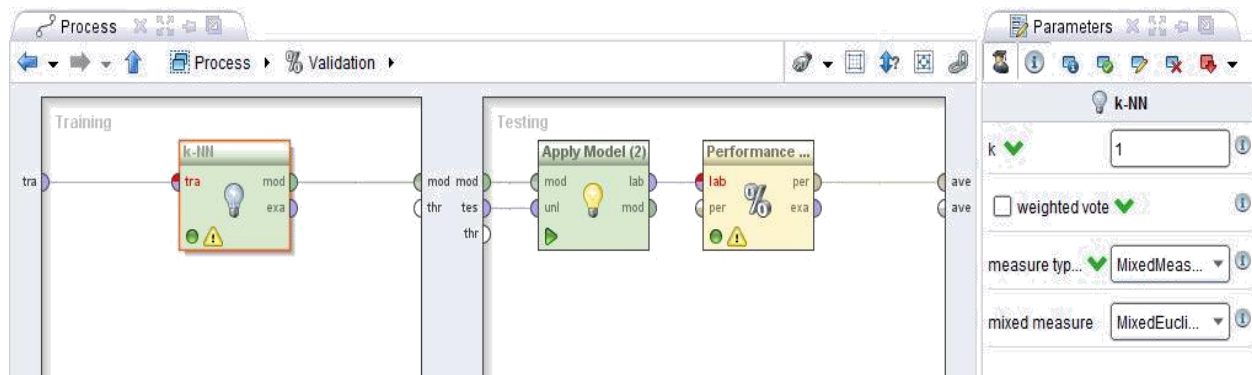 Process
Process
Validation
Training
k-NN
tra
tra
mod
exa
mod
thr
Testing
mod
tes
thr
Apply Model (2)
mod
lab
unl
mod
Performance ...
lab
per
per
exa
%
ave
ave
Parameters
k-NN
k
1
weighted vote
measure typ...
MixedMeas...
mixed measure
MixedEucli...